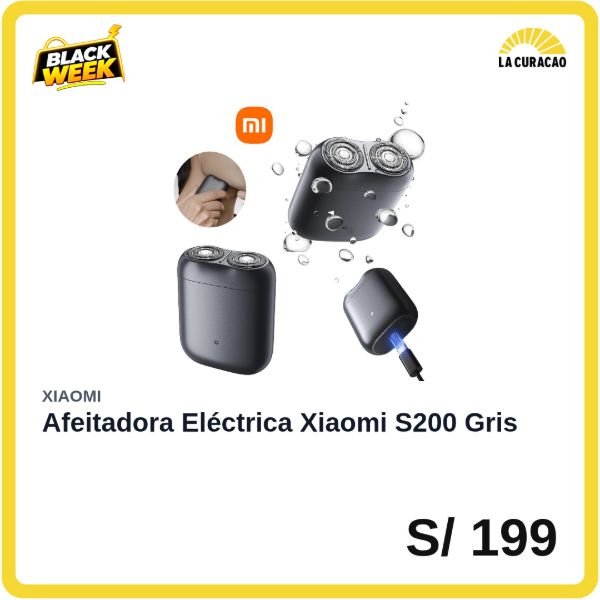 BLACK
WEEK
LA CURACAO
mi
XIAOMI
Afeitadora Eléctrica Xiaomi S200 Gris
S/ 199